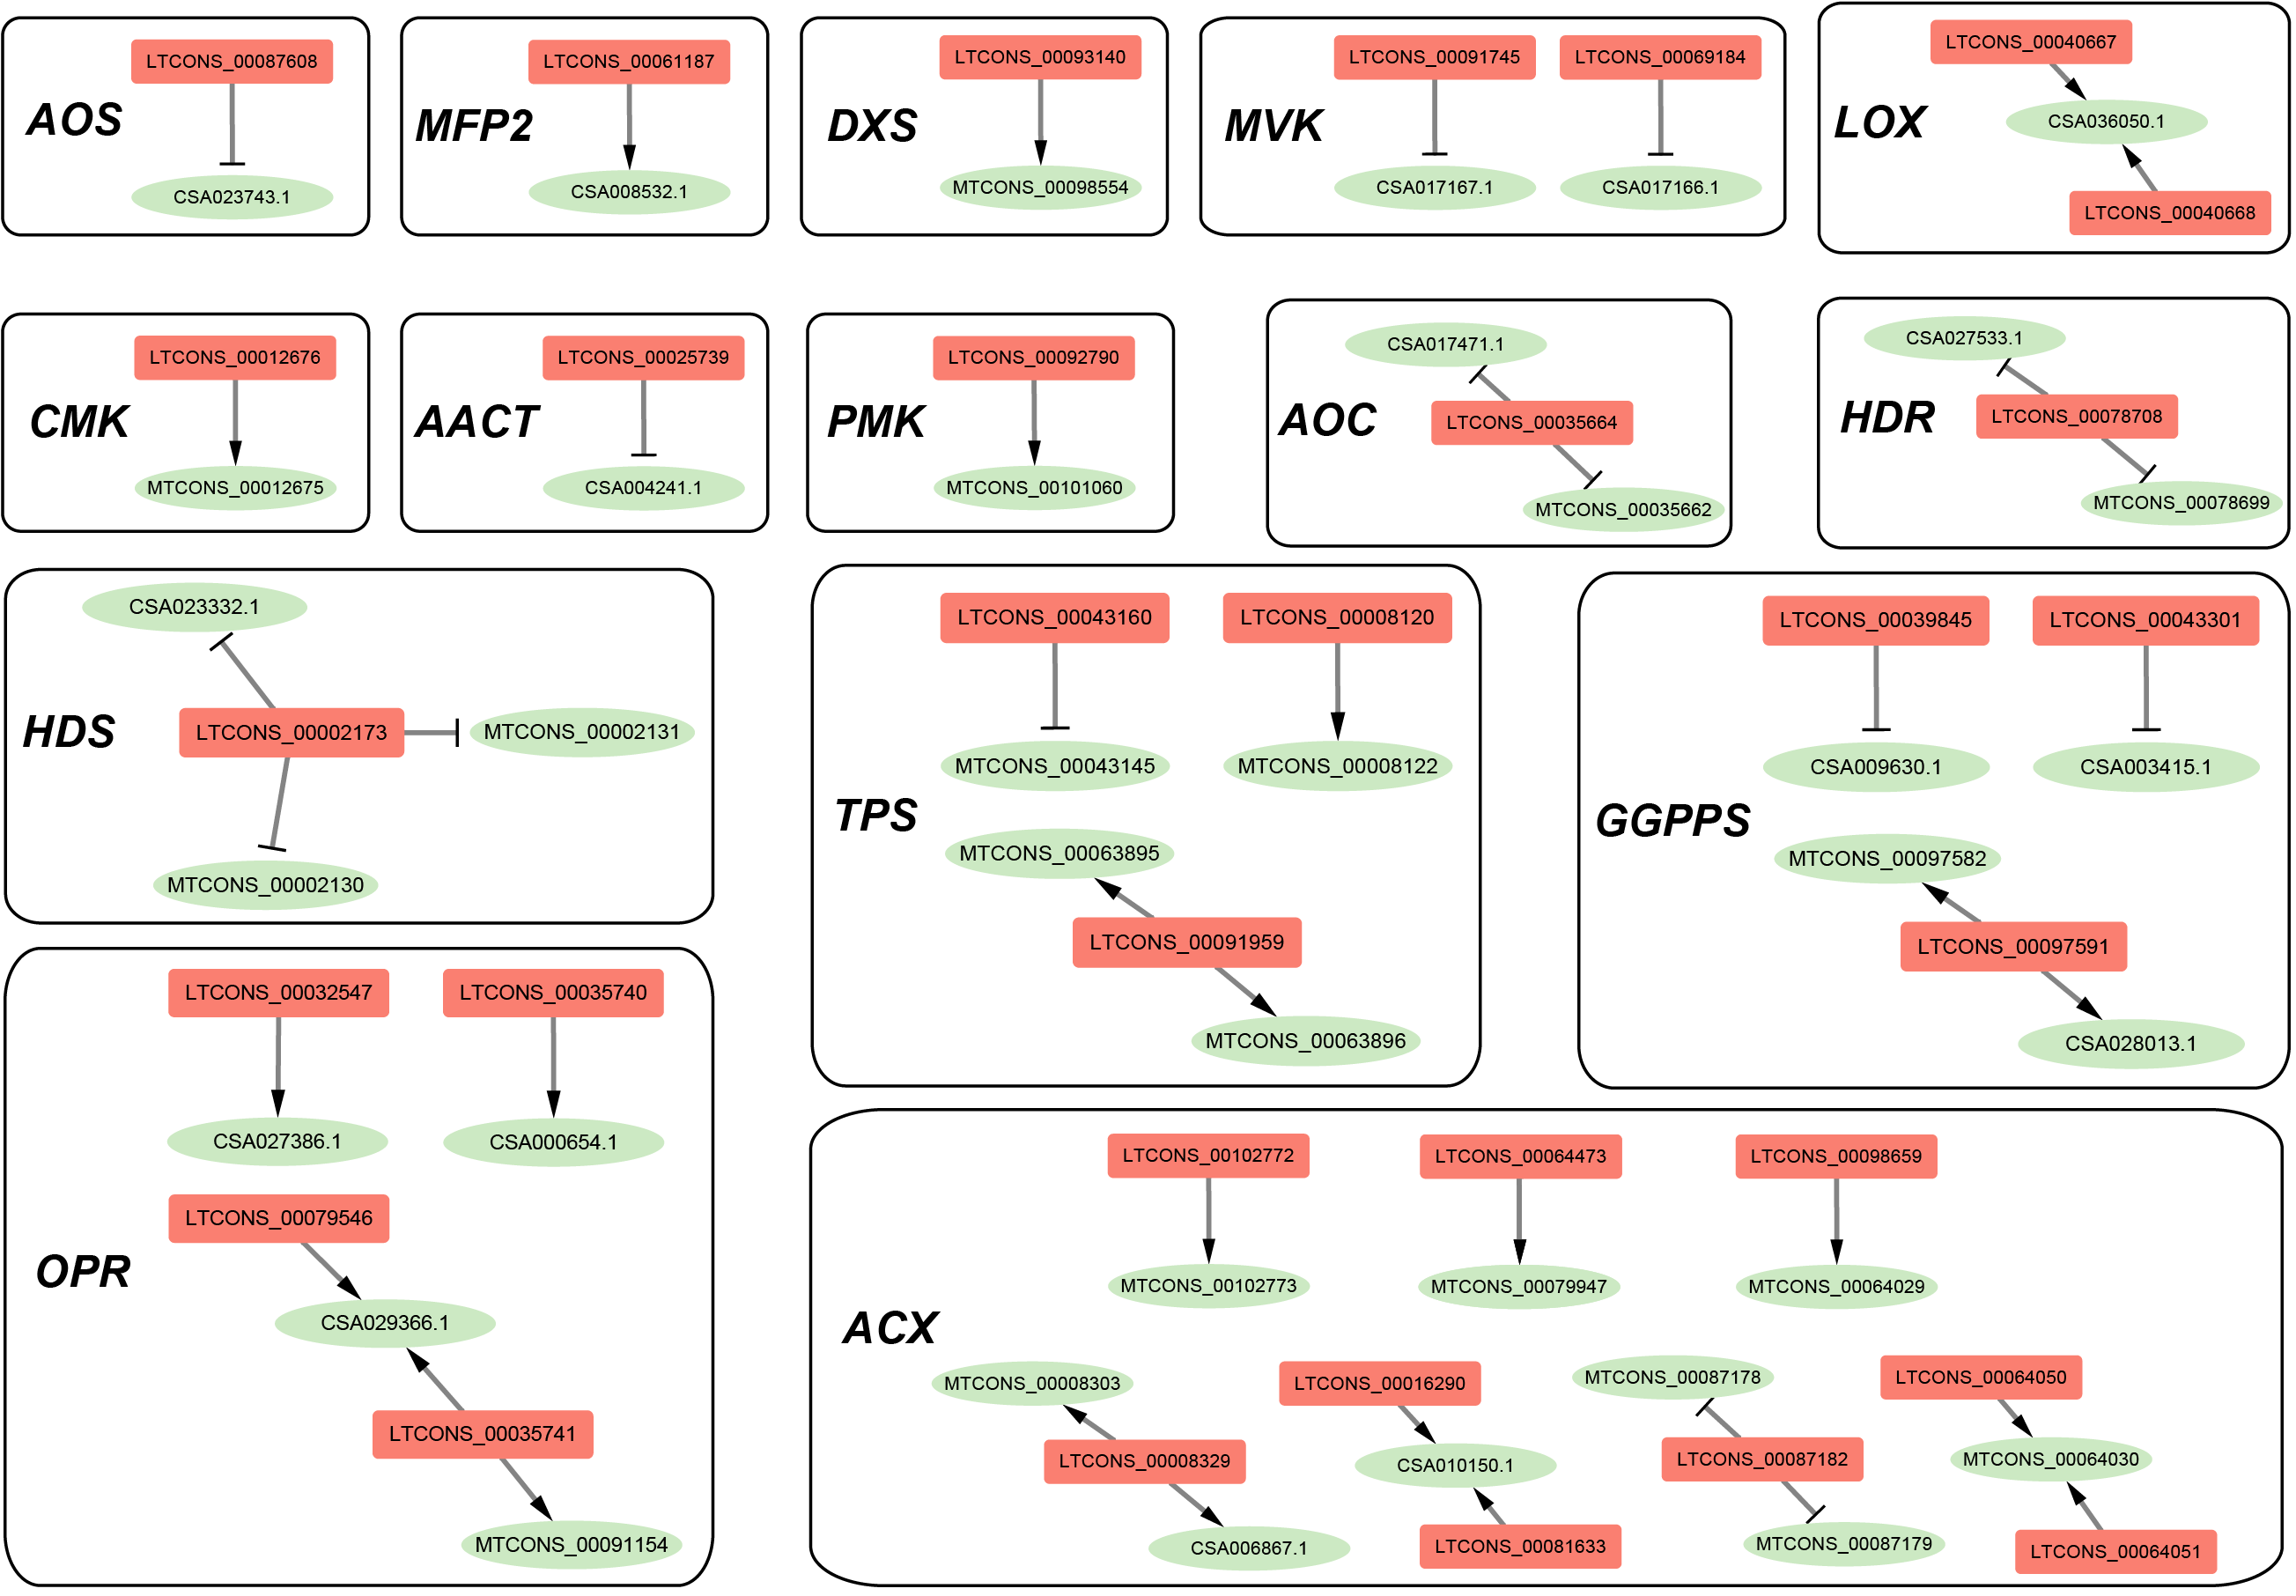 AOS
LTCONS_00087608
CSA023743.1
MFP2
LTCONS_00061187
CSA008532.1
DXS
LTCONS_00093140
MTCONS_00098554
MVK
LTCONS_00091745
LTCONS_00069184
CSA017167.1
CSA017166.1
LOX
LTCONS_00040667
CSA036050.1
LTCONS_00040668
CMK
LTCONS_00012676
MTCONS_00012675
AACT
LTCONS_00025739
CSA004241.1
PMK
LTCONS_00092790
MTCONS_00101060
AOC
CSA017471.1
LTCONS_00035664
MTCONS_00035662
HDR
CSA027533.1
LTCONS_00078708
MTCONS_00078699
HDS
CSA023332.1
LTCONS_00002173
MTCONS_00002131
MTCONS_00002130
TPS
LTCONS_00043160
LTCONS_00008120
MTCONS_00043145
MTCONS_00008122
MTCONS_00063895
LTCONS_00091959
MTCONS_00063896
GGPPS
LTCONS_00039845
LTCONS_00043301
CSA009630.1
CSA003415.1
MTCONS_00097582
LTCONS_00097591
CSA028013.1
OPR
LTCONS_00032547
LTCONS_00035740
CSA027386.1
CSA000654.1
LTCONS_00079546
CSA029366.1
LTCONS_00035741
MTCONS_00091154
ACX
LTCONS_00102772
LTCONS_00064473
LTCONS_00098659
MTCONS_00102773
MTCONS_00079947
MTCONS_00064029
MTCONS_00008303
LTCONS_00008329
CSA006867.1
LTCONS_00016290
CSA010150.1
LTCONS_00081633
MTCONS_00087178
LTCONS_00087182
MTCONS_00087179
LTCONS_00064050
MTCONS_00064030
LTCONS_00064051